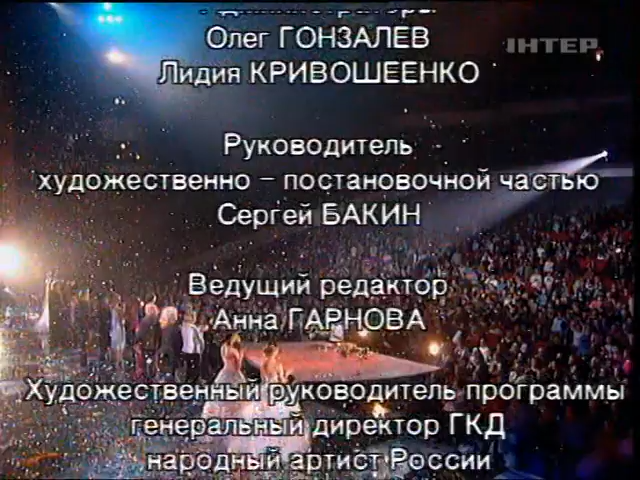 Администраторы
Олег ГОНЗАЛЕВ
ІНТЕР
Лидия КРИВОШЕЕНКО
Руководитель
художественно – постановочной частью
Сергей БАКИН
Ведущий редактор
Анна ГАРНОВА
Художественный руководитель программы
генеральный директор ГКД
народный артист России